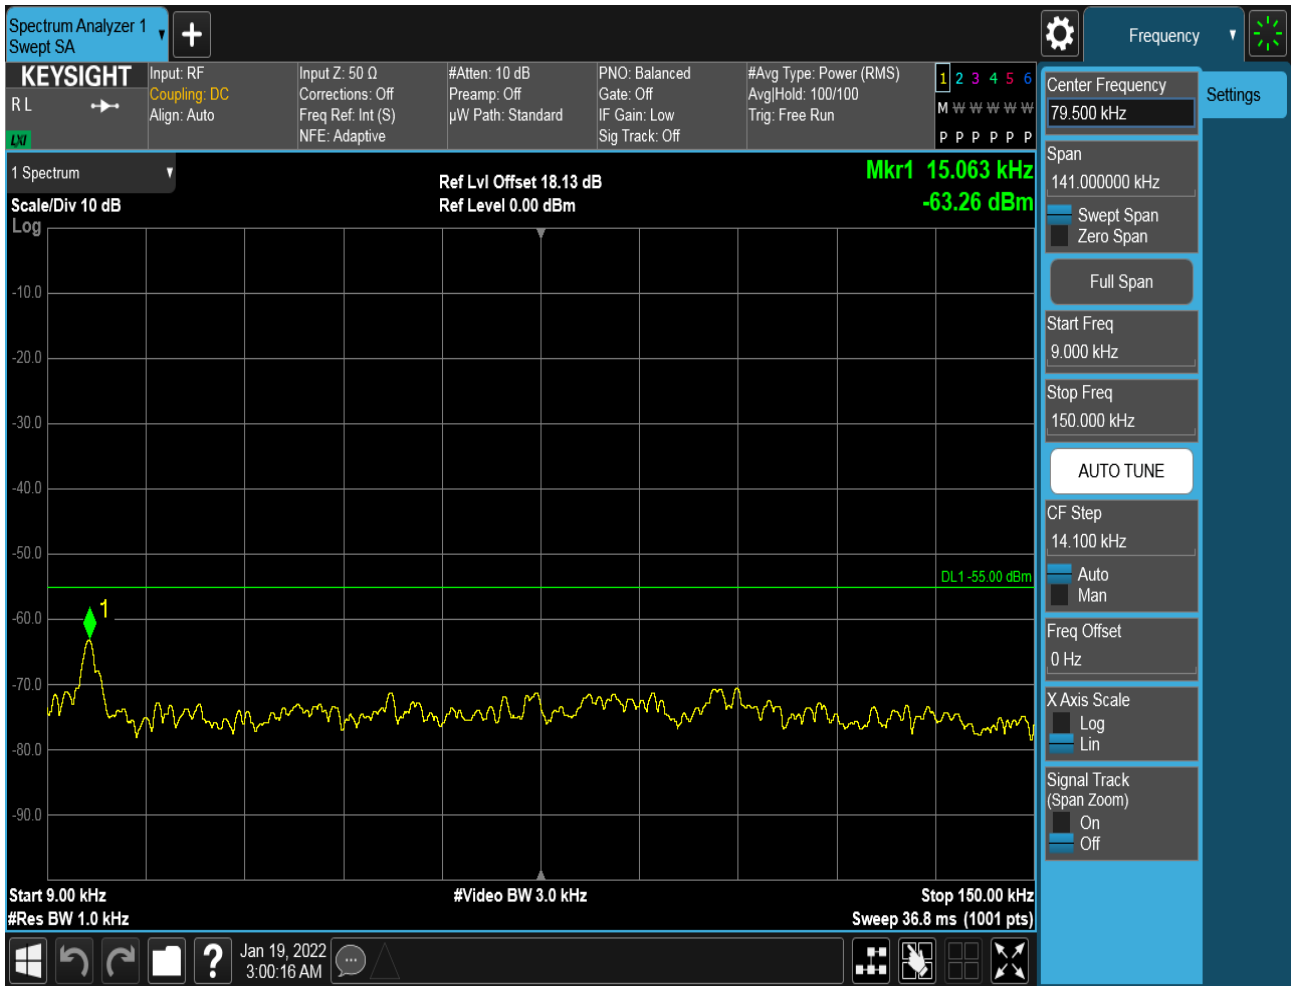 Spectrum Analyzer 1
Swept SA
Frequency
KEYSIGHT
R L
LXI
Input: RF
Coupling: DC
Align: Auto
Input Z: 50 Ω
Corrections: Off
Freq Ref: Int (S)
NFE: Adaptive
#Atten: 10 dB
Preamp: Off
µW Path: Standard
PNO: Balanced
Gate: Off
IF Gain: Low
Sig Track: Off
#Avg Type: Power (RMS)
Avg|Hold: 100/100
Trig: Free Run
1 2 3 4 5 6
M W W W W W
P P P P P P
1 Spectrum
Scale/Div 10 dB
Log
Ref Lvl Offset 18.13 dB
Ref Level 0.00 dBm
Mkr1 15.063 kHz
-63.26 dBm
-10.0
-20.0
-30.0
-40.0
-50.0
DL1 -55.00 dBm
1
-60.0
-70.0
-80.0
-90.0
Start 9.00 kHz
#Video BW 3.0 kHz
Stop 150.00 kHz
#Res BW 1.0 kHz
Sweep 36.8 ms (1001 pts)
Jan 19, 2022
3:00:16 AM
Center Frequency
79.500 kHz
Settings
Span
141.000000 kHz
Swept Span
Zero Span
Full Span
Start Freq
9.000 kHz
Stop Freq
150.000 kHz
AUTO TUNE
CF Step
14.100 kHz
Auto
Man
Freq Offset
0 Hz
X Axis Scale
Log
Lin
Signal Track
(Span Zoom)
On
Off